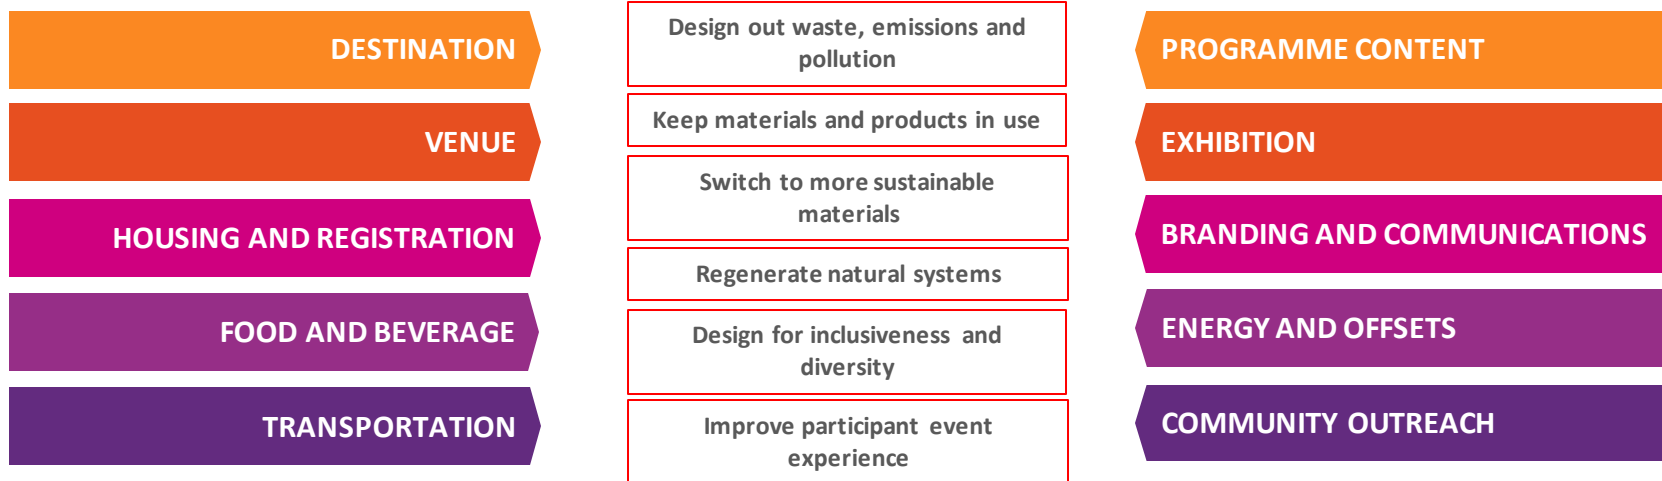 DESTINATION
VENUE
HOUSING AND REGISTRATION
FOOD AND BEVERAGE
TRANSPORTATION
Design out waste, emissions and
pollution
Keep materials and products in use
Switch to more sustainable
materials
Regenerate natural systems
Design for inclusiveness and
diversity
Improve participant event
experience
PROGRAMME CONTENT
EXHIBITION
BRANDING AND COMMUNICATIONS
ENERGY AND OFFSETS
COMMUNITY OUTREACH